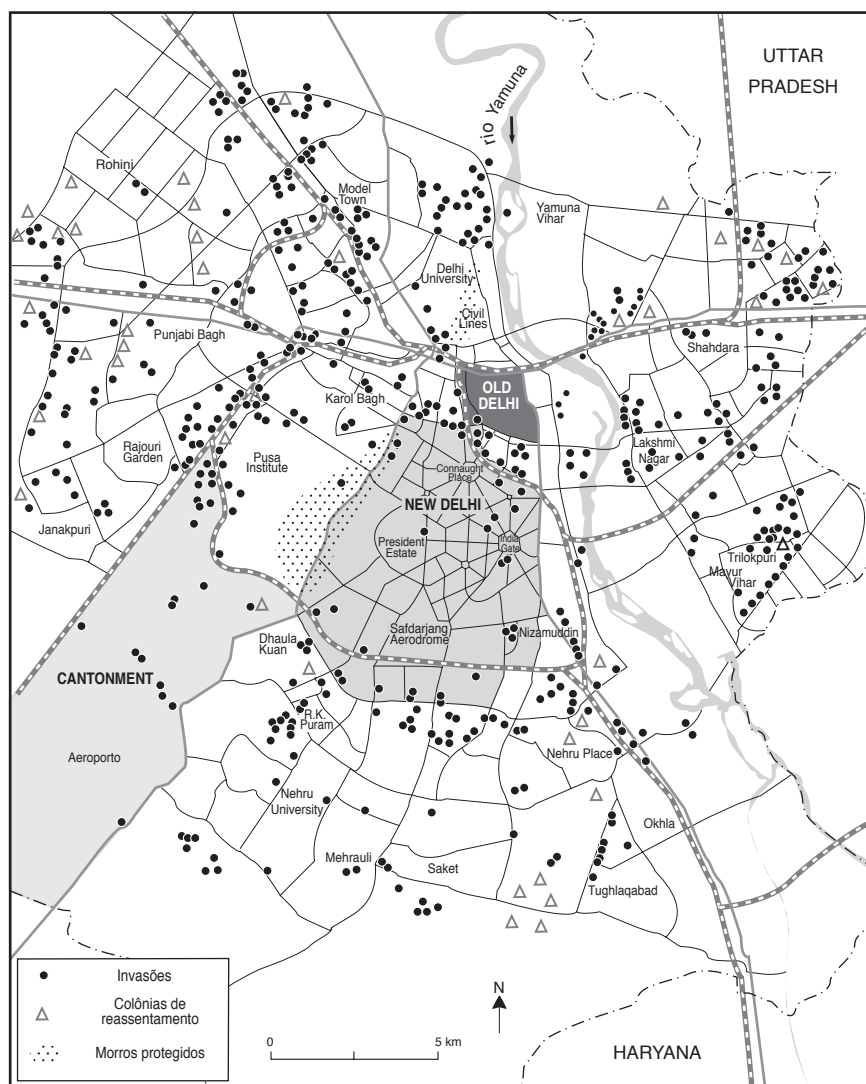 UTTAR
PRADESH
rio Yamuna
Rohini
Model
Town
Yamuna
Vihar
Delhi
University
Civil
Lines
Punjabi Bagh
Shahdara
Karol Bagh
OLD
DELHI
Rajouri
Garden
Pusa
Institute
Lakshmi
Nagar
Connaught
Place
NEW DELHI
Janakpuri
President
Estate
India
Gate
Trilokpuri
Mayur
Vihar
Safdarjang
Aerodrome
Nizamuddin
Dhaula
Kuan
CANTONMENT
R.K.
Puram
Aeroporto
Nehru Place
Nehru
University
Okhla
Mehrauli
Saket
Tughlaqabad
Invasões
Colônias de
reassentamento
Morros protegidos
N
0 5 km
HARYANA